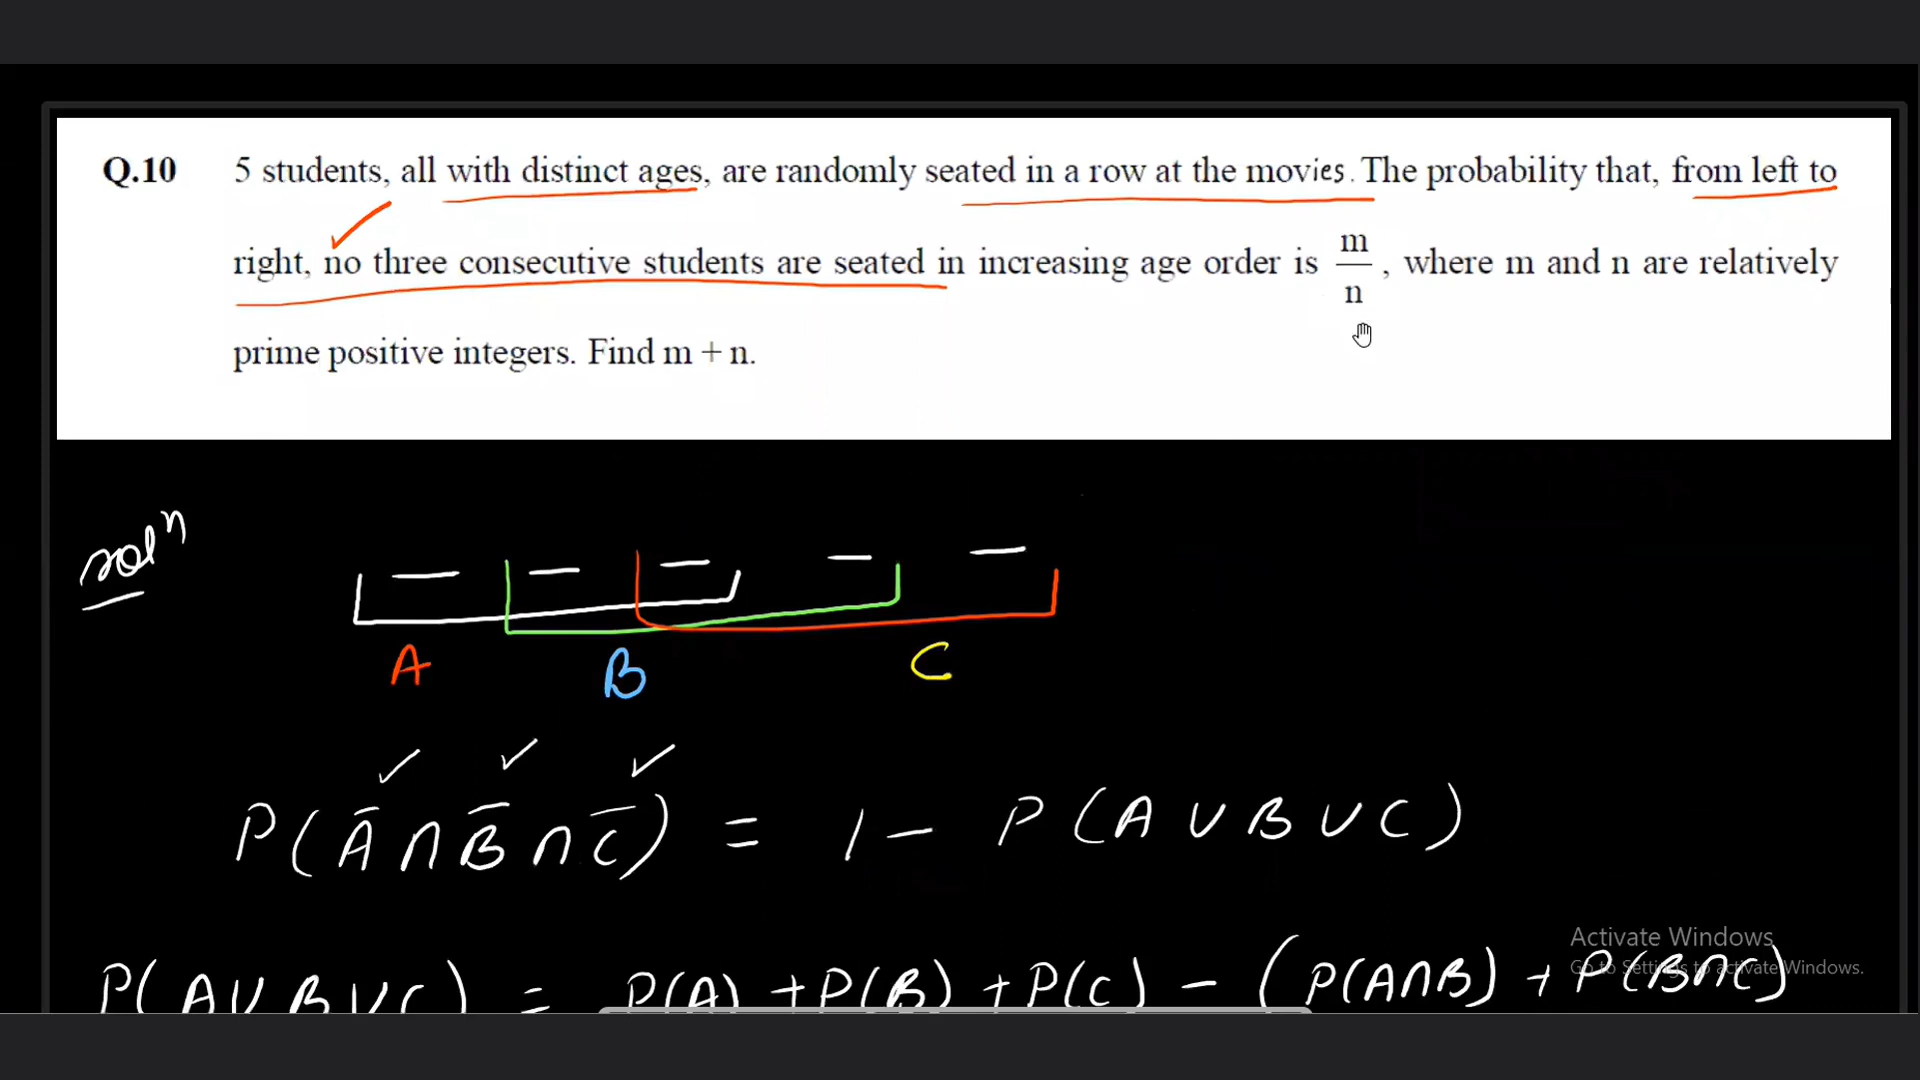 Q.10 5 students, all with distinct ages, are randomly seated in a row at the movies. The probability that, from left to
right, no three consecutive students are seated in increasing age order is m/n, where m and n are relatively
prime positive integers. Find m + n.
solⁿ
A B C
P(A̅ ∩ B̅ ∩ C̅) = 1 - P(A ∪ B ∪ C)
P(A ∪ B ∪ C) = P(A) + P(B) + P(C) - (P(A∩B) + P(B∩C)
Activate Windows
Go to Settings to activate Windows.